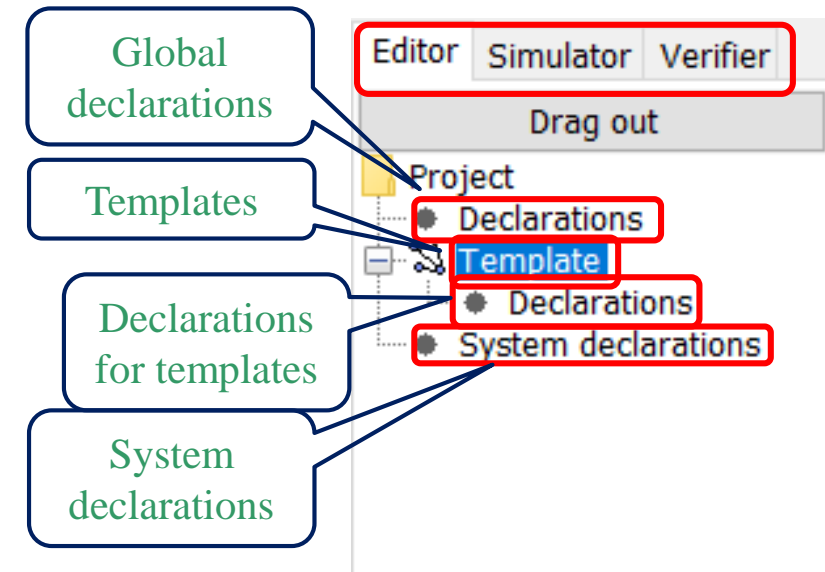 Global
declarations
Templates
Declarations
for templates
System
declarations
Editor Simulator Verifier
Drag out
Project
Declarations
Template
Declarations
System declarations